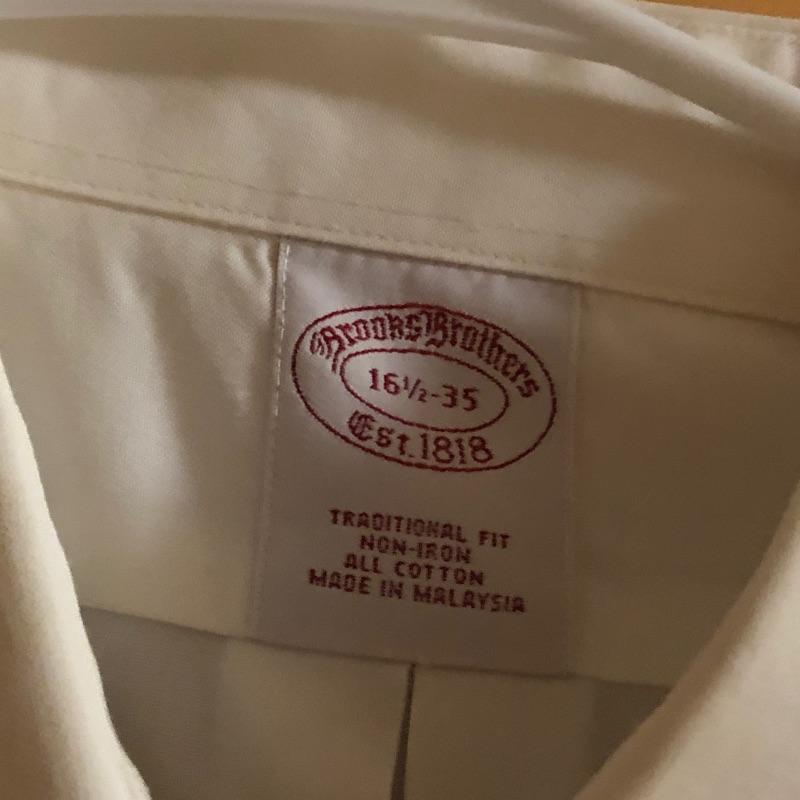 Brooks Brothers
16½-35
Est. 1818
TRADITIONAL FIT
NON-IRON
ALL COTTON
MADE IN MALAYSIA